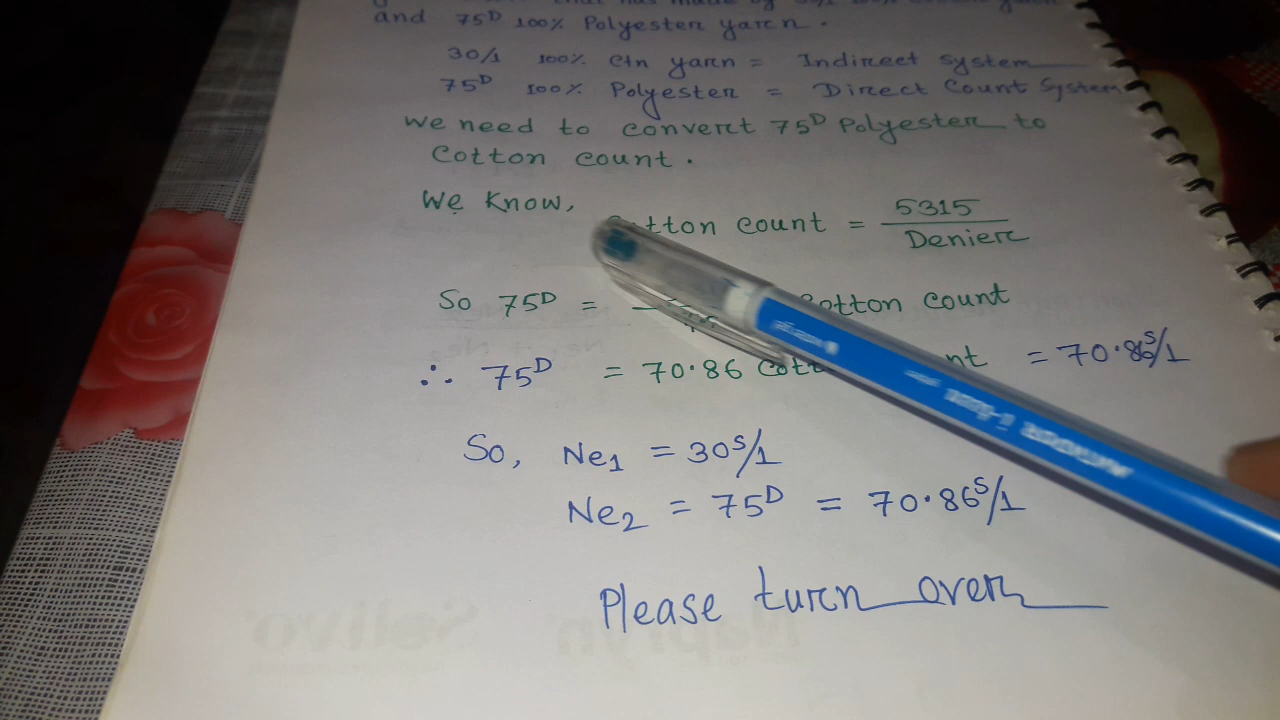 and 75D 100% Polyester yarn.
30/1 100% Ctn yarn = Indirect system
75D 100% Polyester = Direct Count System
We need to convert 75D Polyester to
Cotton count.
We know,
Cotton count = 5315 / Denier
So 75D = Cotton count
∴ 75D = 70.86 Cott nt = 70.86S/1
So, Ne1 = 30S/1
Ne2 = 75D = 70.86S/1
Please turn over